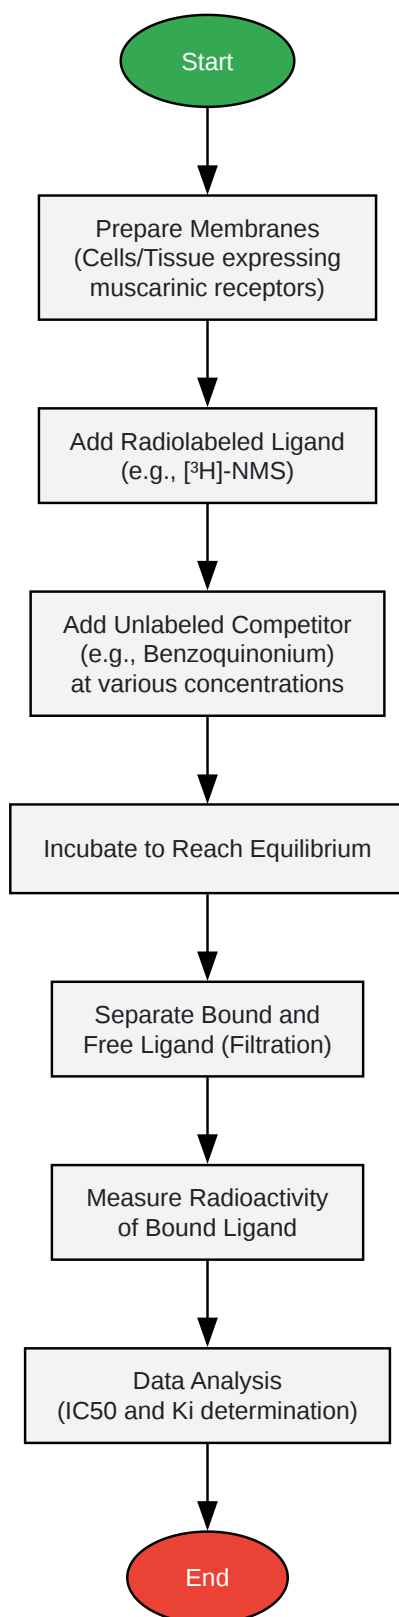 Start
Prepare Membranes
(Cells/Tissue expressing
muscarinic receptors)
Add Radiolabeled Ligand
(e.g., [³H]-NMS)
Add Unlabeled Competitor
(e.g., Benzoquinonium)
at various concentrations
Incubate to Reach Equilibrium
Separate Bound and
Free Ligand (Filtration)
Measure Radioactivity
of Bound Ligand
Data Analysis
(IC50 and Ki determination)
End